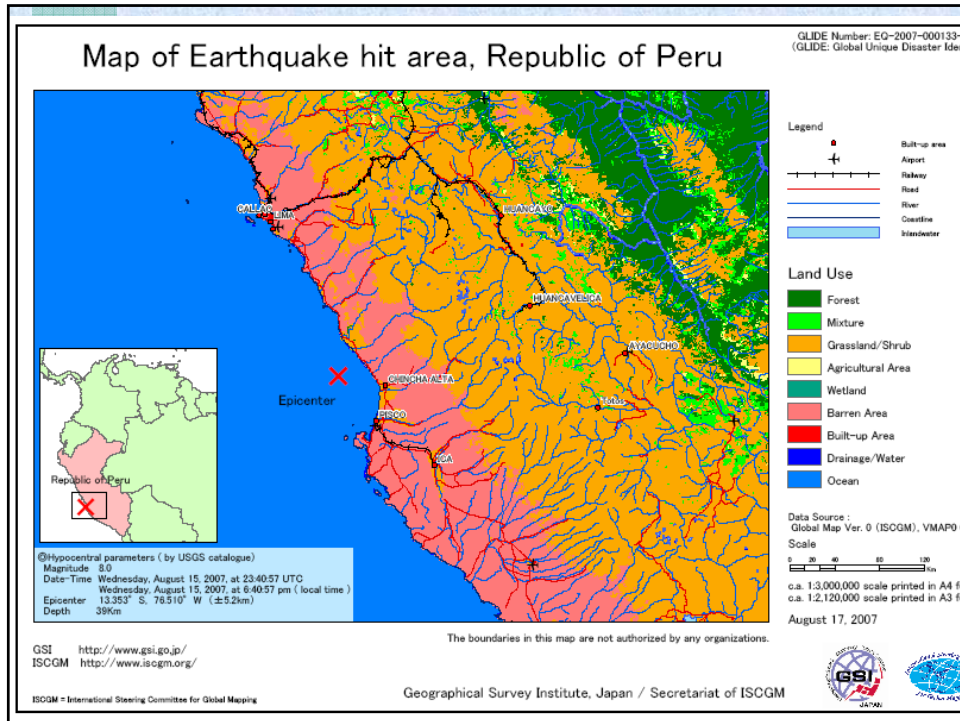 GLIDE Number: EQ-2007-000133-
(GLIDE: Global Unique Disaster Ide
Map of Earthquake hit area, Republic of Peru
Legend
Built-up area
Airport
Railway
Road
River
Coastline
Inlandwater
CALLAO
LIMA
HUANCAYO
HUANCAVELICA
AYACUCHO
CHINCHA ALTA
Totos
Epicenter
PISCO
ICA
Republic of Peru
Land Use
Forest
Mixture
Grassland/Shrub
Agricultural Area
Wetland
Barren Area
Built-up Area
Drainage/Water
Ocean
Data Source :
Global Map Ver. 0 (ISCGM), VMAP0
Scale
0 20 40 80 120
Km
c.a. 1:3,000,000 scale printed in A4 f
c.a. 1:2,120,000 scale printed in A3 f
August 17, 2007
◎Hypocentral parameters ( by USGS catalogue)
Magnitude 8.0
Date-Time Wednesday, August 15, 2007, at 23:40:57 UTC
Wednesday, August 15, 2007, at 6:40:57 pm ( local time )
Epicenter 13.353° S, 76.510° W (±5.2km)
Depth 39Km
The boundaries in this map are not authorized by any organizations.
GSI http://www.gsi.go.jp/
ISCGM http://www.iscgm.org/
ISCGM = International Steering Committee for Global Mapping
Geographical Survey Institute, Japan / Secretariat of ISCGM
GSI
JAPAN